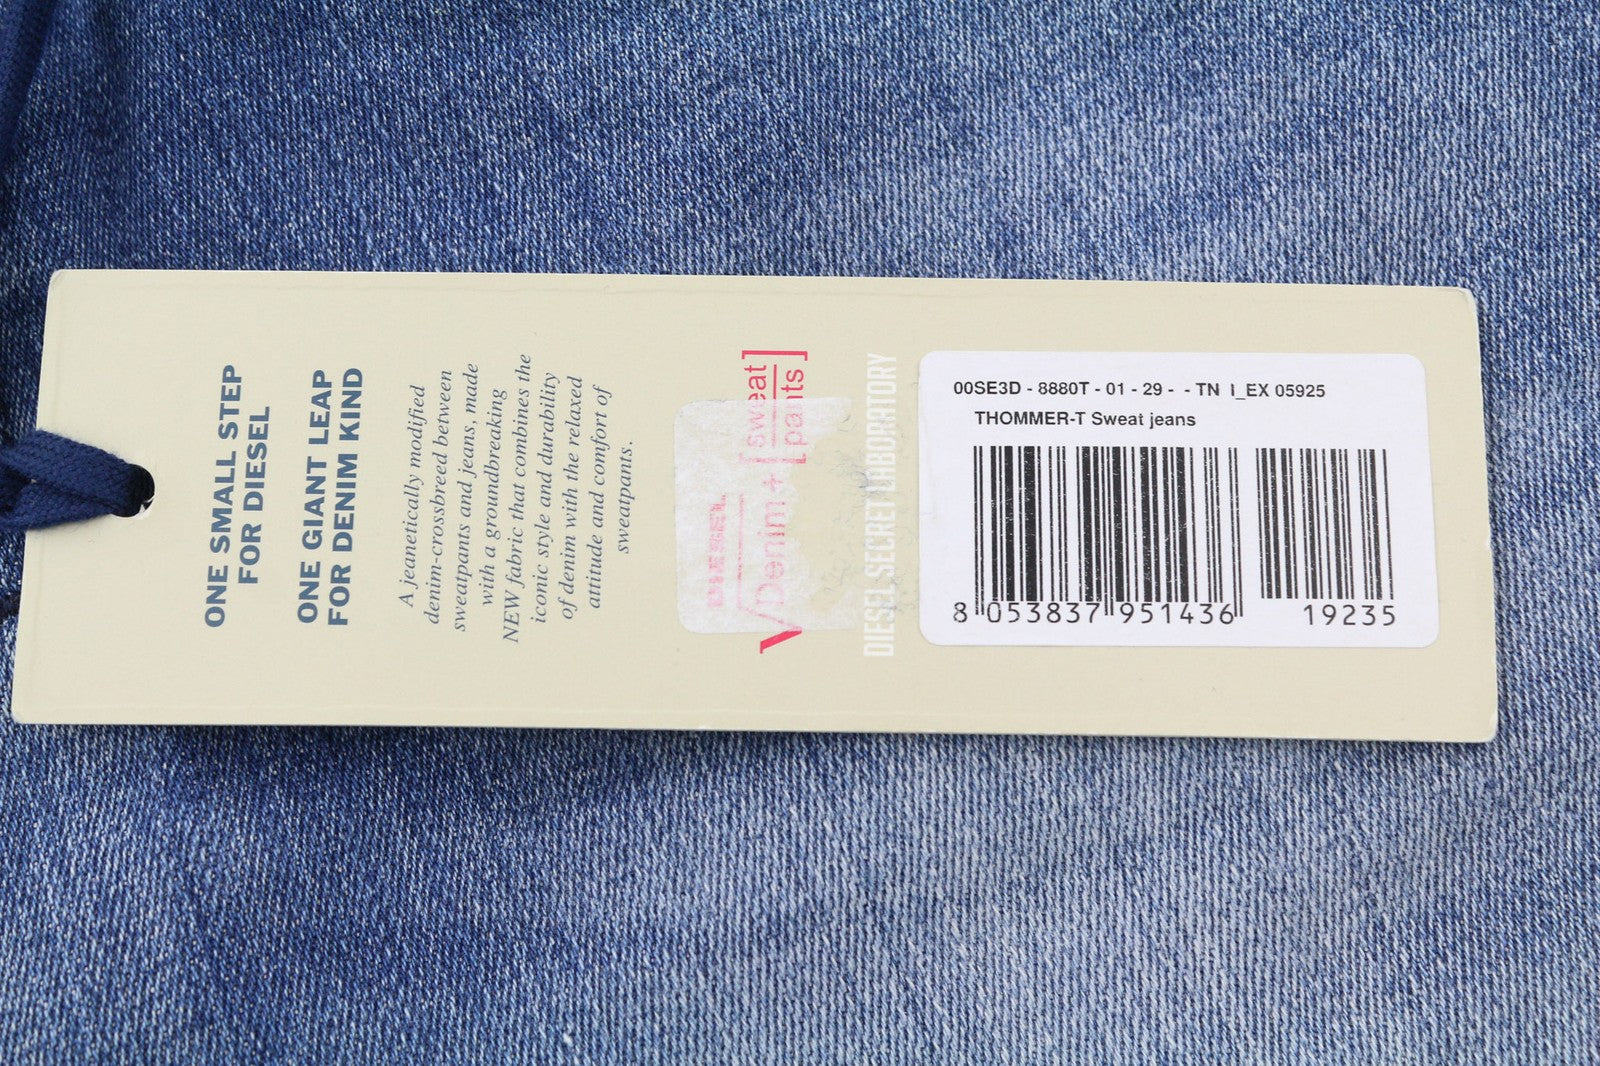 ONE SMALL STEP
FOR DIESEL
ONE GIANT LEAP
FOR DENIM KIND
A jeanetically modified
denim-crossbreed between
sweatpants and jeans, made
with a groundbreaking
NEW fabric that combines the
iconic style and durability
of denim with the relaxed
attitude and comfort of
sweatpants.
DIESEL
√Denim + [sweat pants]
DIESEL SECRET LABORATORY
00SE3D - 8880T - 01 - 29 - - TN I_EX 05925
THOMMER-T Sweat jeans
8 053837 951436 19235